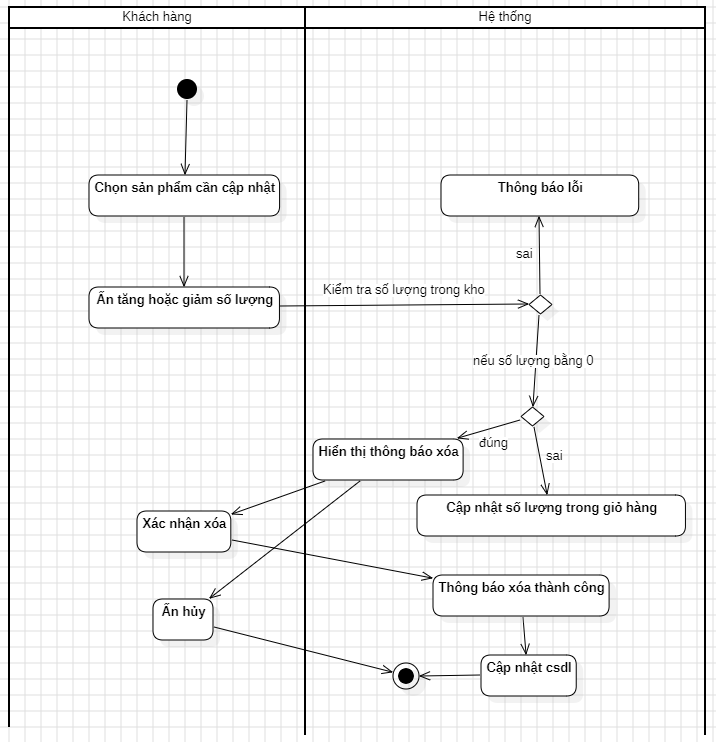 Khách hàng
Hệ thống
Chọn sản phẩm cần cập nhật
Thông báo lỗi
sai
Ấn tăng hoặc giảm số lượng
Kiểm tra số lượng trong kho
nếu số lượng bằng 0
đúng
Hiển thị thông báo xóa
sai
Cập nhật số lượng trong giỏ hàng
Xác nhận xóa
Thông báo xóa thành công
Ấn hủy
Cập nhật csdl